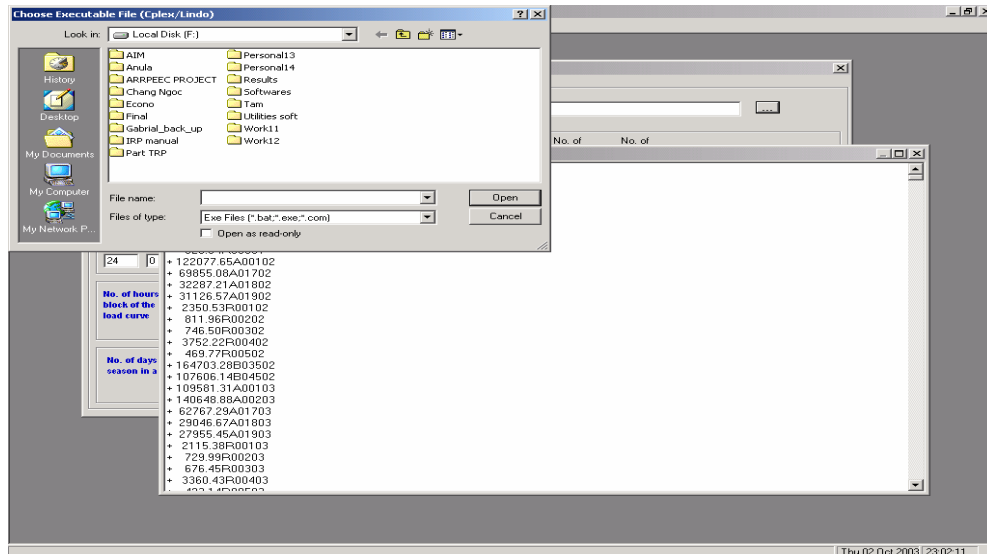 Choose Executable File (Cplex/Lindo)
Look in: Local Disk (F:)
History
Desktop
My Documents
My Computer
My Network P...
AIM
Anula
ARRPEEC PROJECT
Chang Ngoc
Econo
Final
Gabrial_back_up
IRP manual
Part TRP
Personal13
Personal14
Results
Softwares
Tam
Utilities soft
Work11
Work12
File name:
Open
Files of type: Exe Files (*.bat;*.exe;*.com)
Cancel
Open as read-only
...
No. of No. of
24 0
No. of hours
block of the
load curve
No. of days
season in a
+ 122077.65A00102
+ 69855.08A01702
+ 32287.21A01802
+ 31126.57A01902
+ 2350.53R00102
+ 811.96R00202
+ 746.50R00302
+ 3752.22R00402
+ 469.77R00502
+ 164703.28B03502
+ 107606.14B04502
+ 109581.31A00103
+ 140648.88A00203
+ 62767.29A01703
+ 29046.67A01803
+ 27955.45A01903
+ 2115.38R00103
+ 729.99R00203
+ 676.45R00303
+ 3360.43R00403
Thu 02 Oct 2003 23:02:11